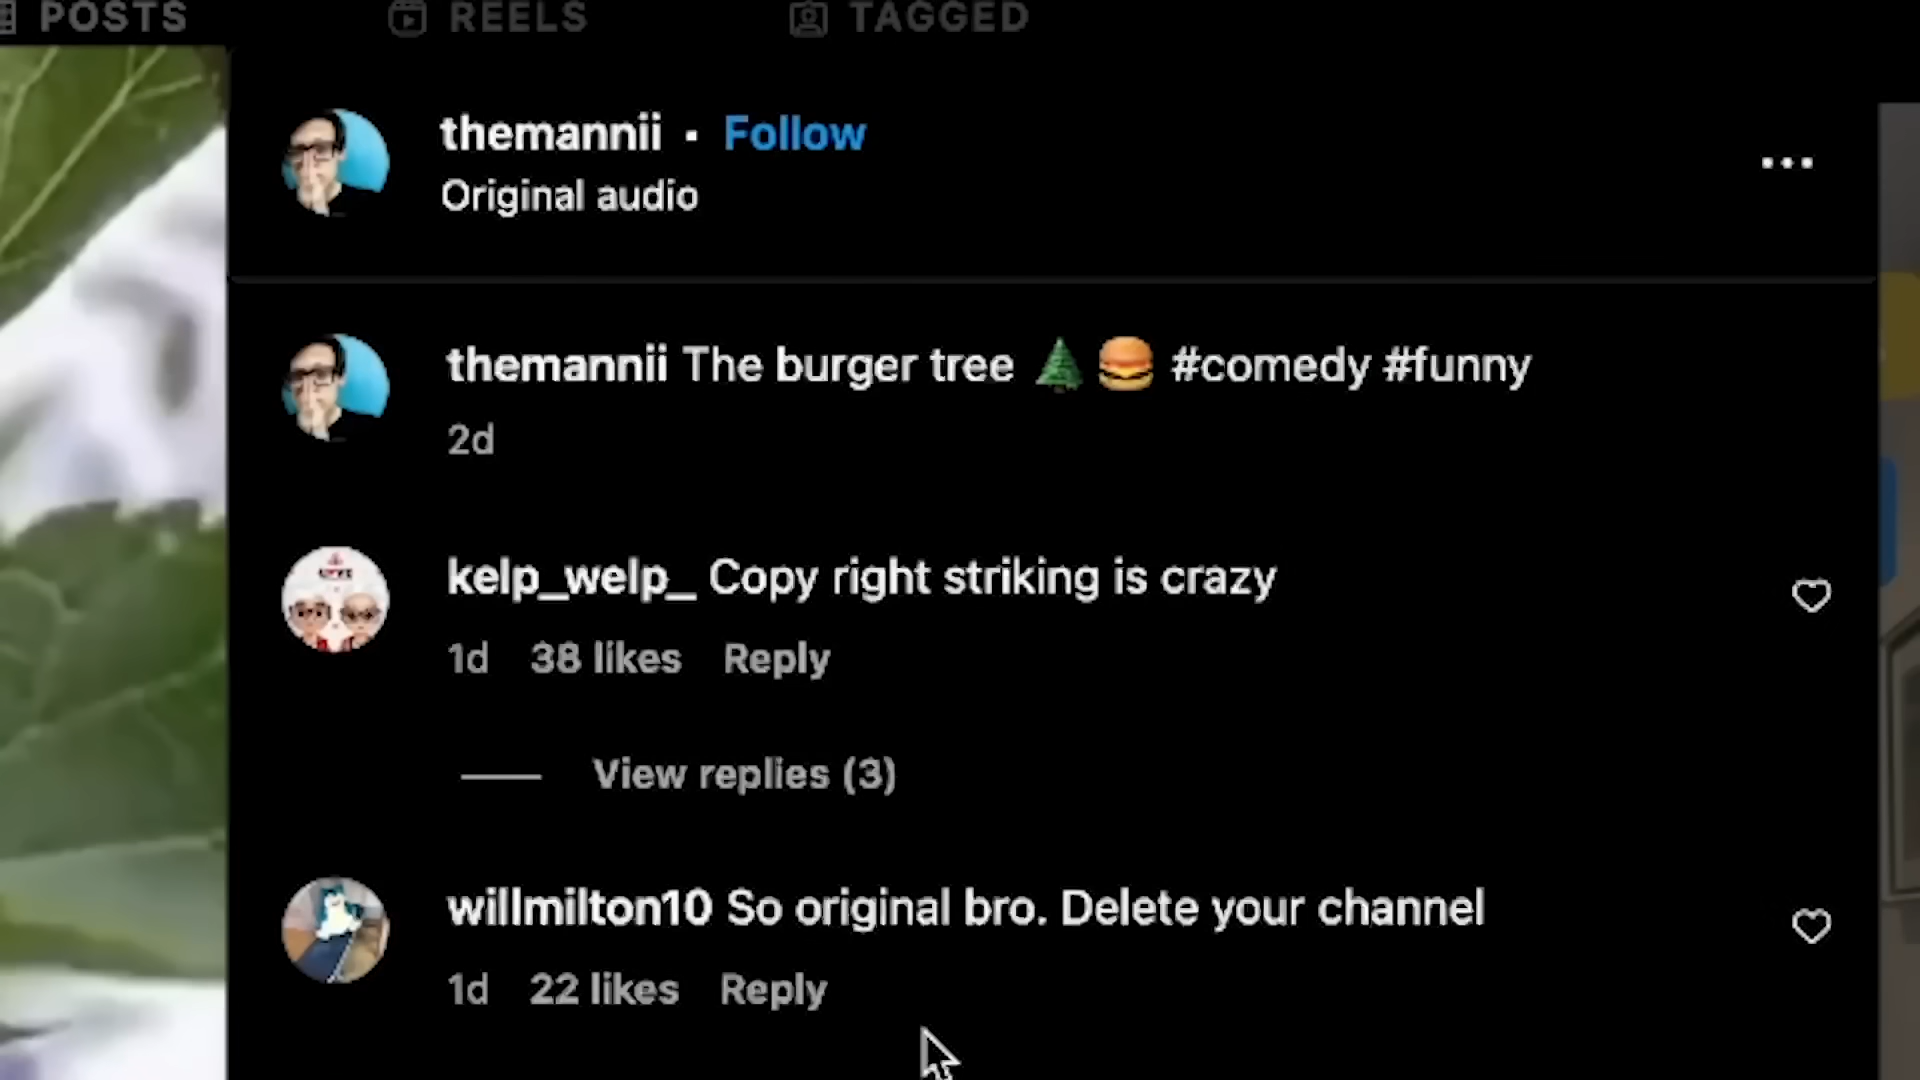 POSTS REELS TAGGED
themannii · Follow
Original audio
themannii The burger tree 🌲🍔 #comedy #funny
2d
kelp_welp_ Copy right striking is crazy
1d 38 likes Reply
View replies (3)
willmilton10 So original bro. Delete your channel
1d 22 likes Reply